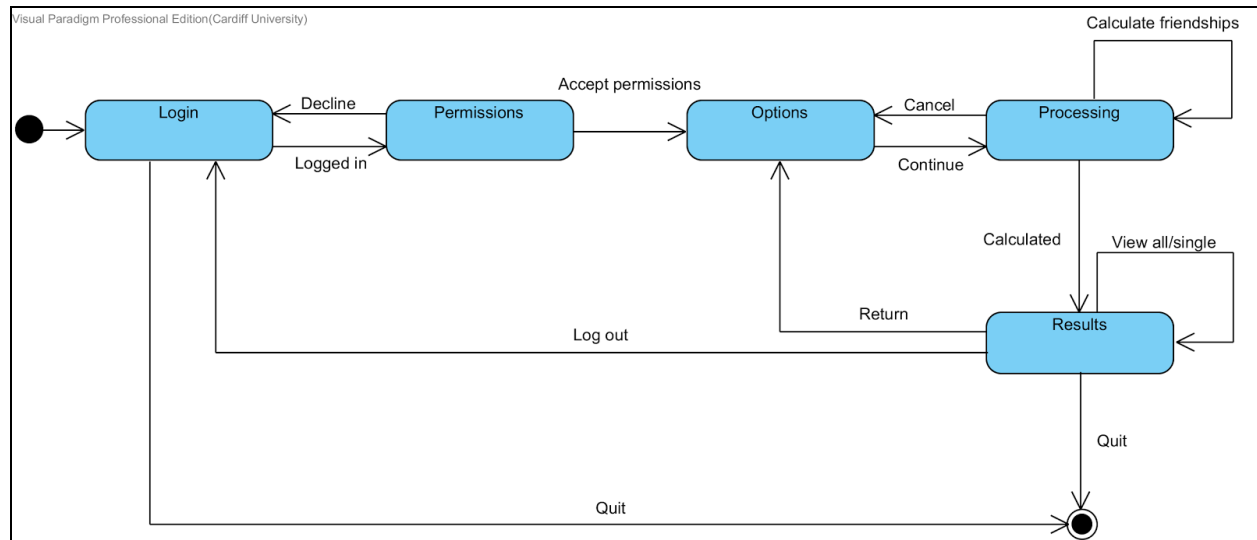 Visual Paradigm Professional Edition(Cardiff University)
Calculate friendships
Accept permissions
Login
Decline
Permissions
Options
Cancel
Processing
Logged in
Continue
Calculated
View all/single
Return
Results
Log out
Quit
Quit